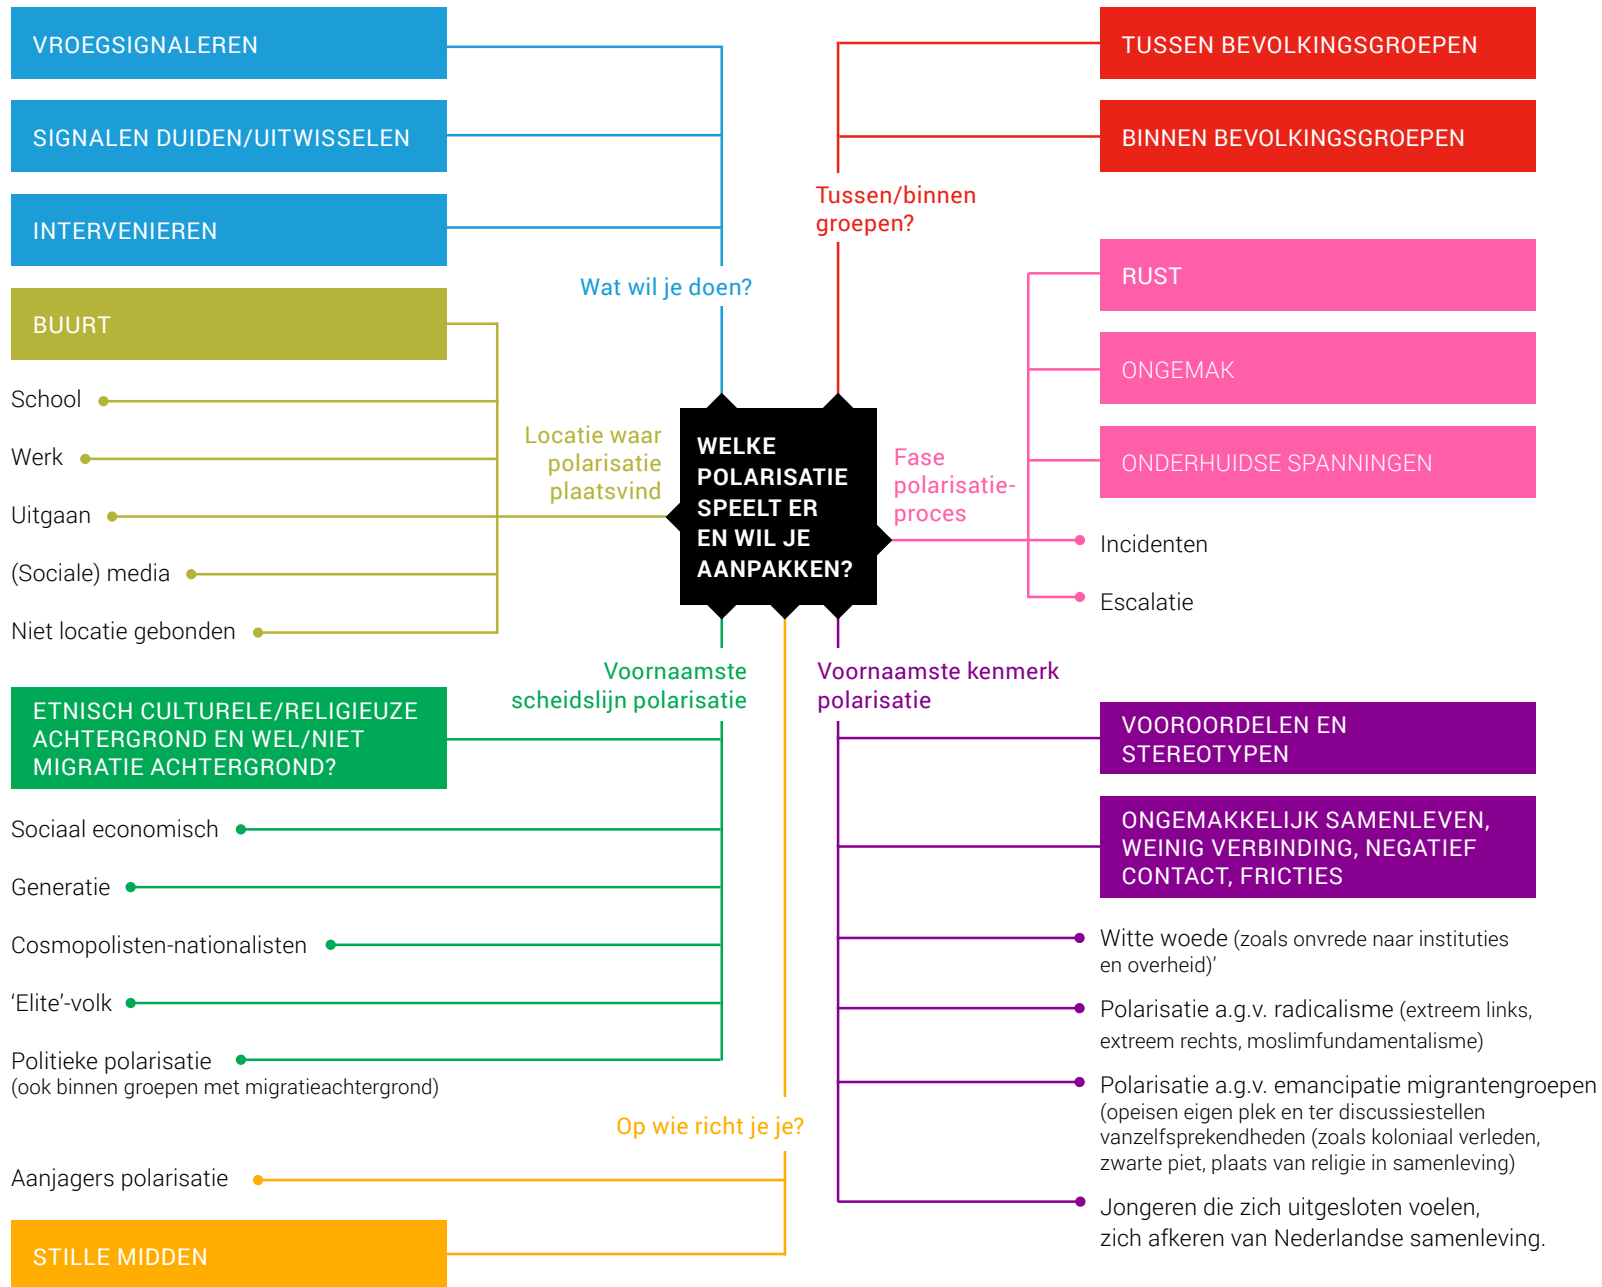 VROEGSIGNALEREN
SIGNALEN DUIDEN/UITWISSELEN
INTERVENIEREN
Wat wil je doen?
TUSSEN BEVOLKINGSGROEPEN
BINNEN BEVOLKINGSGROEPEN
Tussen/binnen
groepen?
BUURT
School
Werk
Uitgaan
(Sociale) media
Niet locatie gebonden
Locatie waar
polarisatie
plaatsvind
WELKE
POLARISATIE
SPEELT ER
EN WIL JE
AANPAKKEN?
Fase
polarisatie-
proces
RUST
ONGEMAK
ONDERHUIDSE SPANNINGEN
Incidenten
Escalatie
Voornaamste
scheidslijn polarisatie
ETNISCH CULTURELE/RELIGIEUZE
ACHTERGROND EN WEL/NIET
MIGRATIE ACHTERGROND?
Sociaal economisch
Generatie
Cosmopolisten-nationalisten
‘Elite’-volk
Politieke polarisatie
(ook binnen groepen met migratieachtergrond)
Voornaamste kenmerk
polarisatie
VOOROORDELEN EN
STEREOTYPEN
ONGEMAKKELIJK SAMENLEVEN,
WEINIG VERBINDING, NEGATIEF
CONTACT, FRICTIES
Witte woede (zoals onvrede naar instituties
en overheid)’
Polarisatie a.g.v. radicalisme (extreem links,
extreem rechts, moslimfundamentalisme)
Polarisatie a.g.v. emancipatie migrantengroepen
(opeisen eigen plek en ter discussiestellen
vanzelfsprekendheden (zoals koloniaal verleden,
zwarte piet, plaats van religie in samenleving)
Jongeren die zich uitgesloten voelen,
zich afkeren van Nederlandse samenleving.
Op wie richt je je?
Aanjagers polarisatie
STILLE MIDDEN